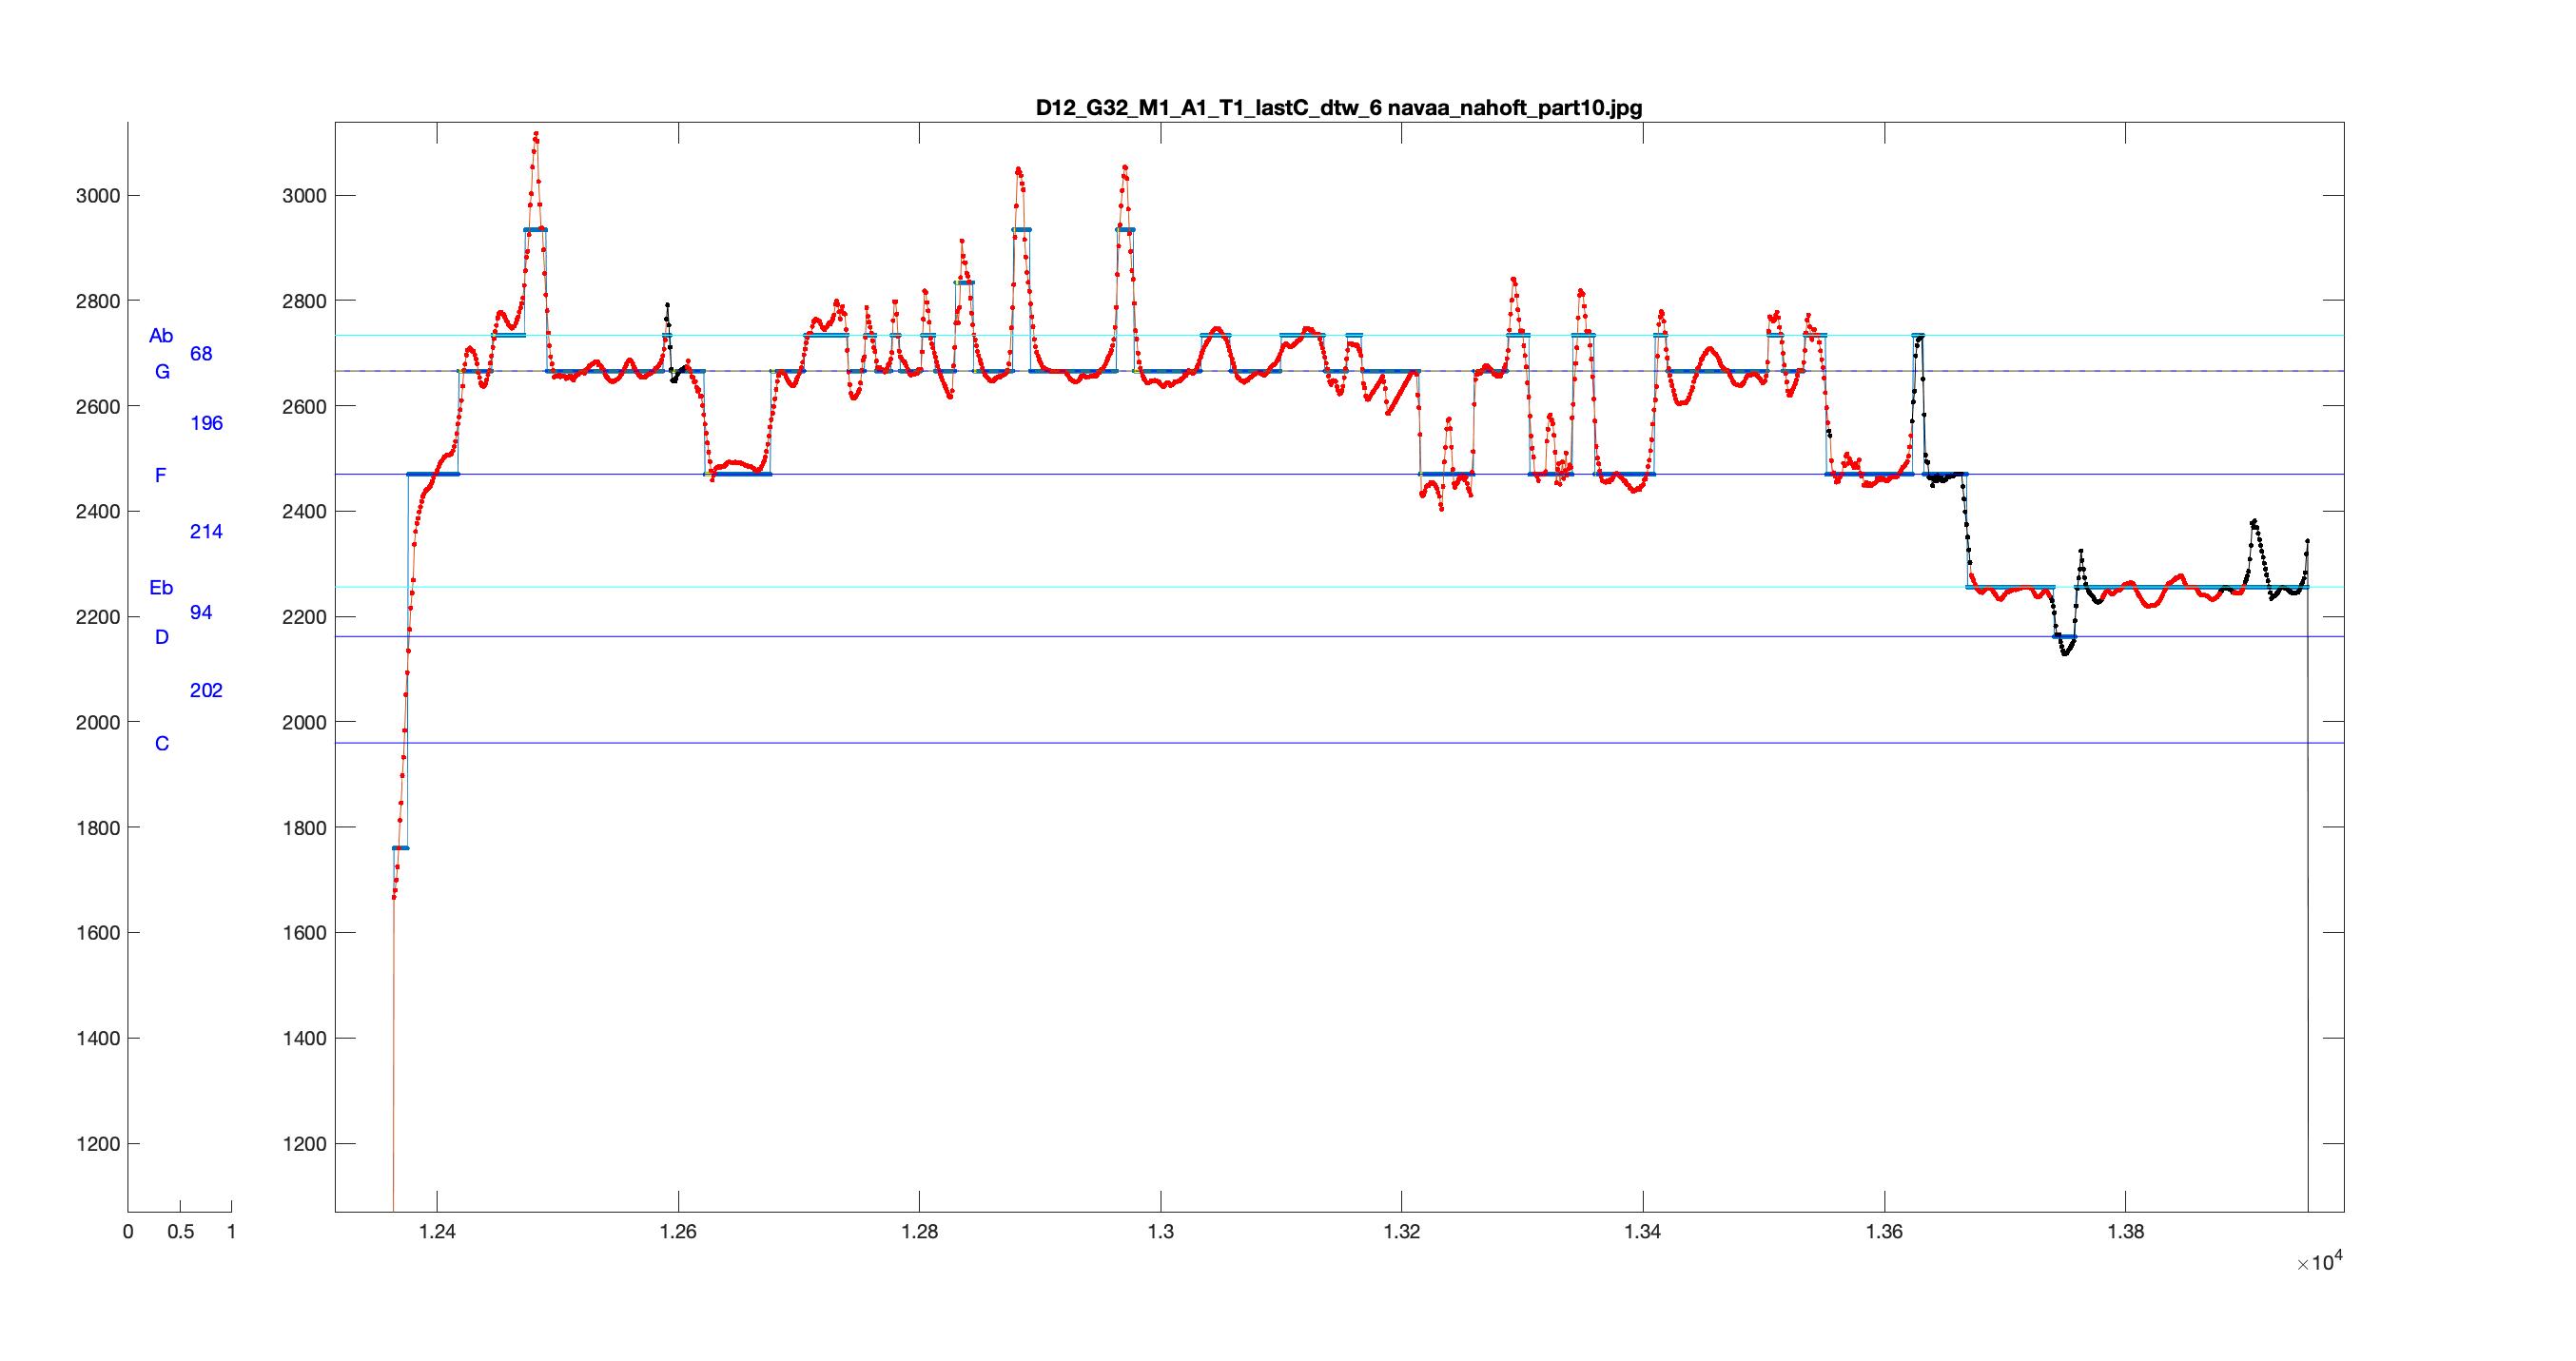 D12_G32_M1_A1_T1_lastC_dtw_6 navaa_nahoft_part10.jpg
3000 3000
2800 2800
Ab
68
G
2600 2600
196
F
2400 2400
214
Eb
94
2200 2200
D
202
2000 2000
C
1800 1800
1600 1600
1400 1400
1200 1200
0 0.5 1 1.24 1.26 1.28 1.3 1.32 1.34 1.36 1.38
×10⁴